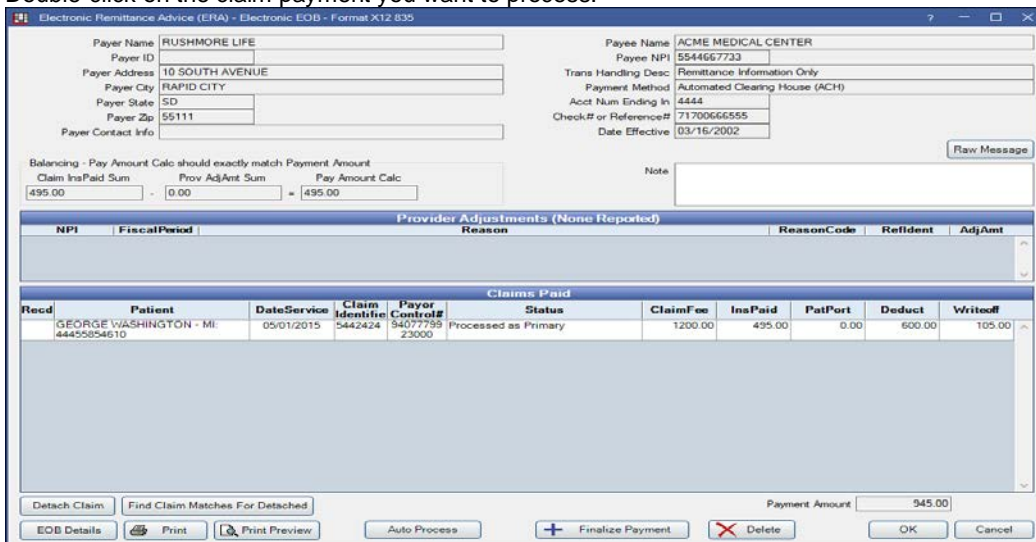 Double-click on the claim payment you want to process.
Electronic Remittance Advice (ERA) - Electronic EOB - Format X12 835
Payer Name RUSHMORE LIFE
Payer ID
Payer Address 10 SOUTH AVENUE
Payer City RAPID CITY
Payer State SD
Payer Zip 55111
Payer Contact Info
Payee Name ACME MEDICAL CENTER
Payee NPI 5544667733
Trans Handling Desc Remittance Information Only
Payment Method Automated Clearing House (ACH)
Acct Num Ending In 4444
Check# or Reference# 71700666555
Date Effective 03/16/2002
Raw Message
Balancing - Pay Amount Calc should exactly match Payment Amount
Claim InsPaid Sum Prov AdjAmt Sum Pay Amount Calc
495.00 - 0.00 = 495.00
Note
Provider Adjustments (None Reported)
NPI FiscalPeriod Reason ReasonCode RefIdent AdjAmt
Claims Paid
Recd Patient DateService Claim Identifie Payor Control# Status ClaimFee InsPaid PatPort Deduct Writeoff
GEORGE WASHINGTON - MI: 05/01/2015 5442424 94077799 Processed as Primary 1200.00 495.00 0.00 600.00 105.00
44455854610 23000
Detach Claim Find Claim Matches For Detached Payment Amount 945.00
EOB Details Print Print Preview Auto Process Finalize Payment Delete OK Cancel